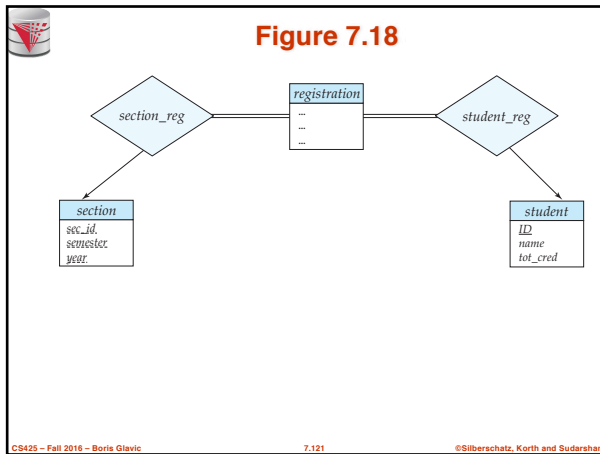 Figure 7.18
section_reg
registration
...
...
...
student_reg
section
sec_id
semester
year
student
ID
name
tot_cred
CS425 – Fall 2016 – Boris Glavic
7.121
©Silberschatz, Korth and Sudarshan